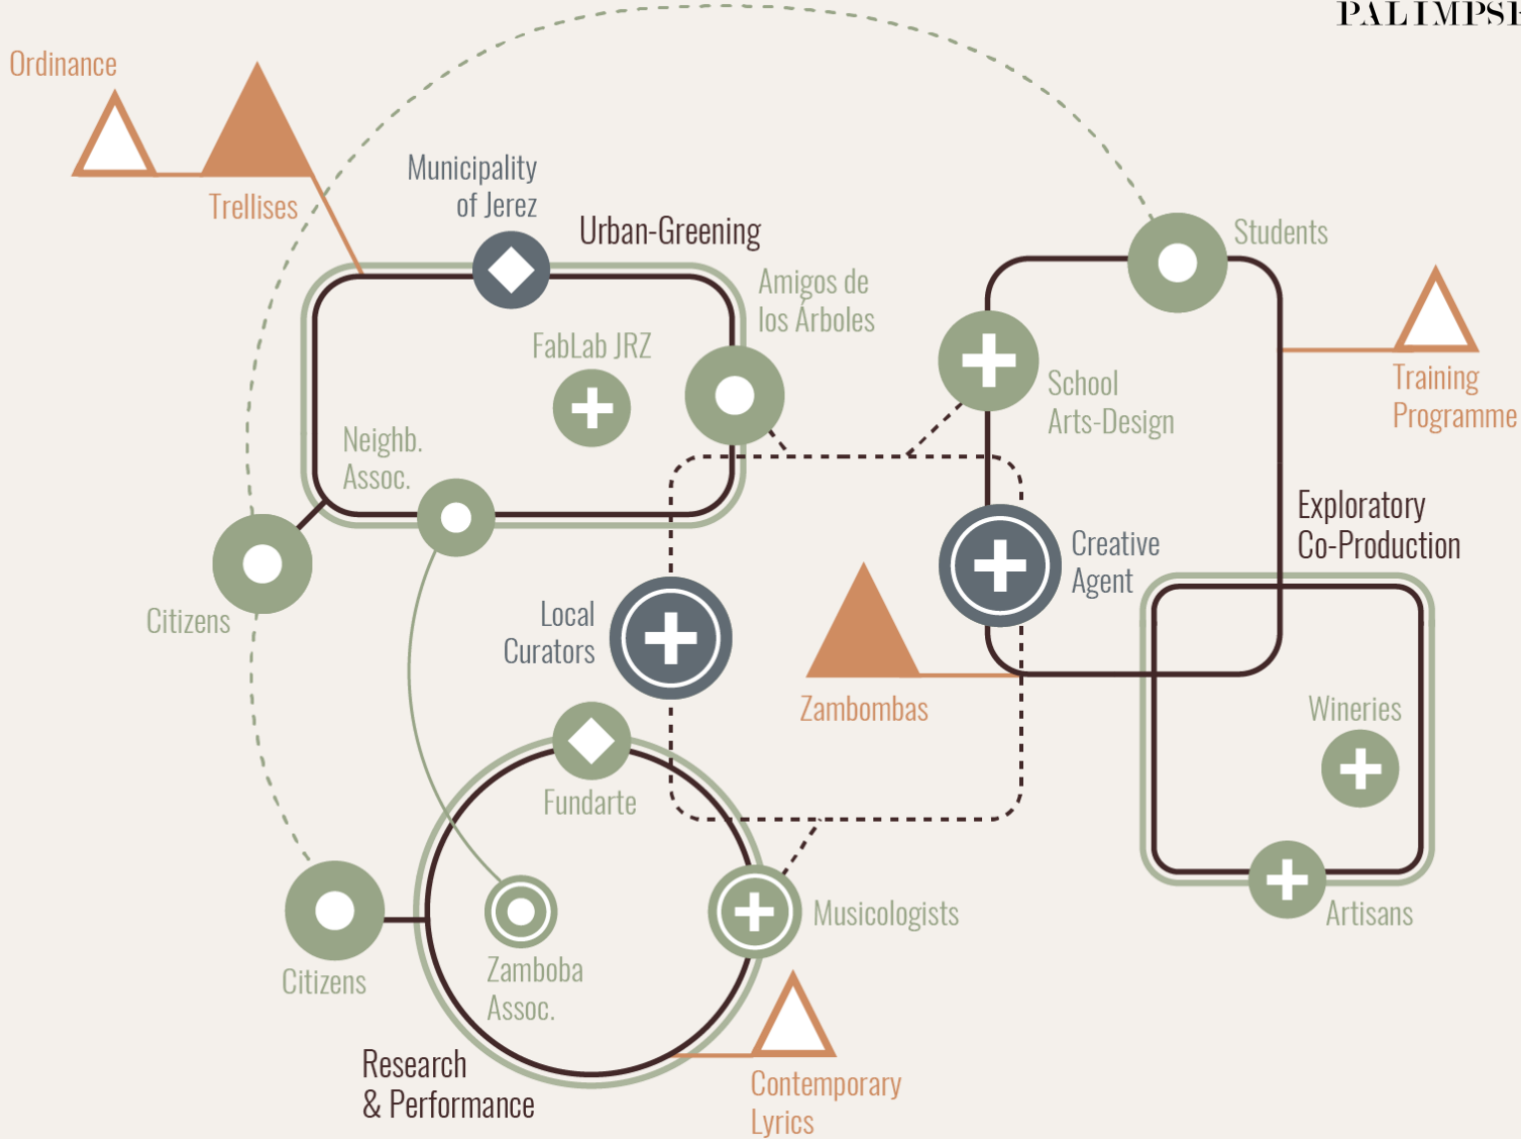 PALIMPSE
Ordinance
Trellises
Municipality
of Jerez
Urban-Greening
Amigos de
los Árboles
Students
FabLab JRZ
Neighb.
Assoc.
School
Arts-Design
Training
Programme
Citizens
Local
Curators
Creative
Agent
Exploratory
Co-Production
Zambombas
Wineries
Fundarte
Musicologists
Artisans
Citizens
Zamboba
Assoc.
Research
& Performance
Contemporary
Lyrics